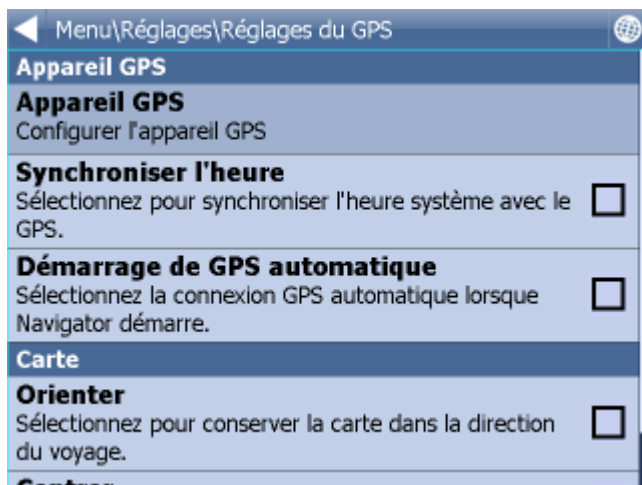 Menu\Réglages\Réglages du GPS
Appareil GPS
Appareil GPS
Configurer l'appareil GPS
Synchroniser l'heure
Sélectionnez pour synchroniser l'heure système avec le
GPS.
Démarrage de GPS automatique
Sélectionnez la connexion GPS automatique lorsque
Navigator démarre.
Carte
Orienter
Sélectionnez pour conserver la carte dans la direction
du voyage.